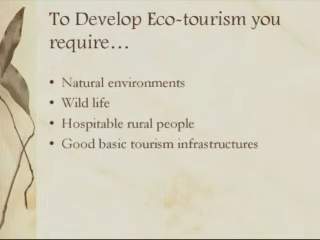 To Develop Eco-tourism you
require…
• Natural environments
• Wild life
• Hospitable rural people
• Good basic tourism infrastructures